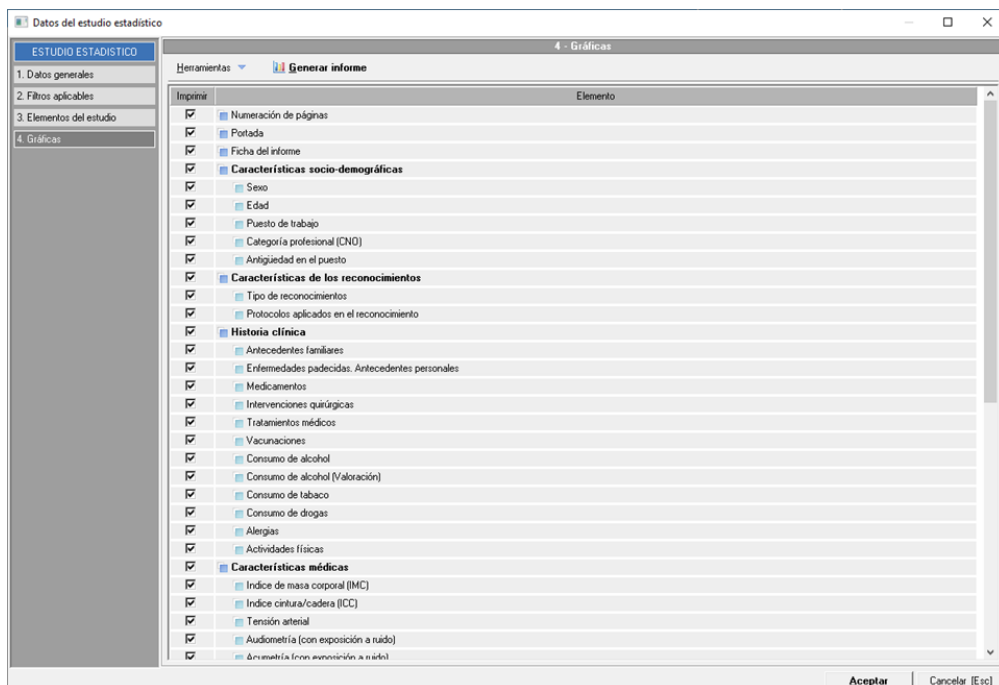 Datos del estudio estadístico
ESTUDIO ESTADISTICO
1. Datos generales
2. Filtros aplicables
3. Elementos del estudio
4. Gráficas
4 - Gráficas
Herramientas
Generar informe
Imprimir Elemento
Numeración de páginas
Portada
Ficha del informe
Características socio-demográficas
Sexo
Edad
Puesto de trabajo
Categoría profesional (CNO)
Antigüedad en el puesto
Características de los reconocimientos
Tipo de reconocimientos
Protocolos aplicados en el reconocimiento
Historia clínica
Antecedentes familiares
Enfermedades padecidas. Antecedentes personales
Medicamentos
Intervenciones quirúrgicas
Tratamientos médicos
Vacunaciones
Consumo de alcohol
Consumo de alcohol (Valoración)
Consumo de tabaco
Consumo de drogas
Alergias
Actividades físicas
Características médicas
Indice de masa corporal (IMC)
Indice cintura/cadera (ICC)
Tensión arterial
Audiometría (con exposición a ruido)
Acumetría (con exposición a ruido)
Aceptar Cancelar [Esc]